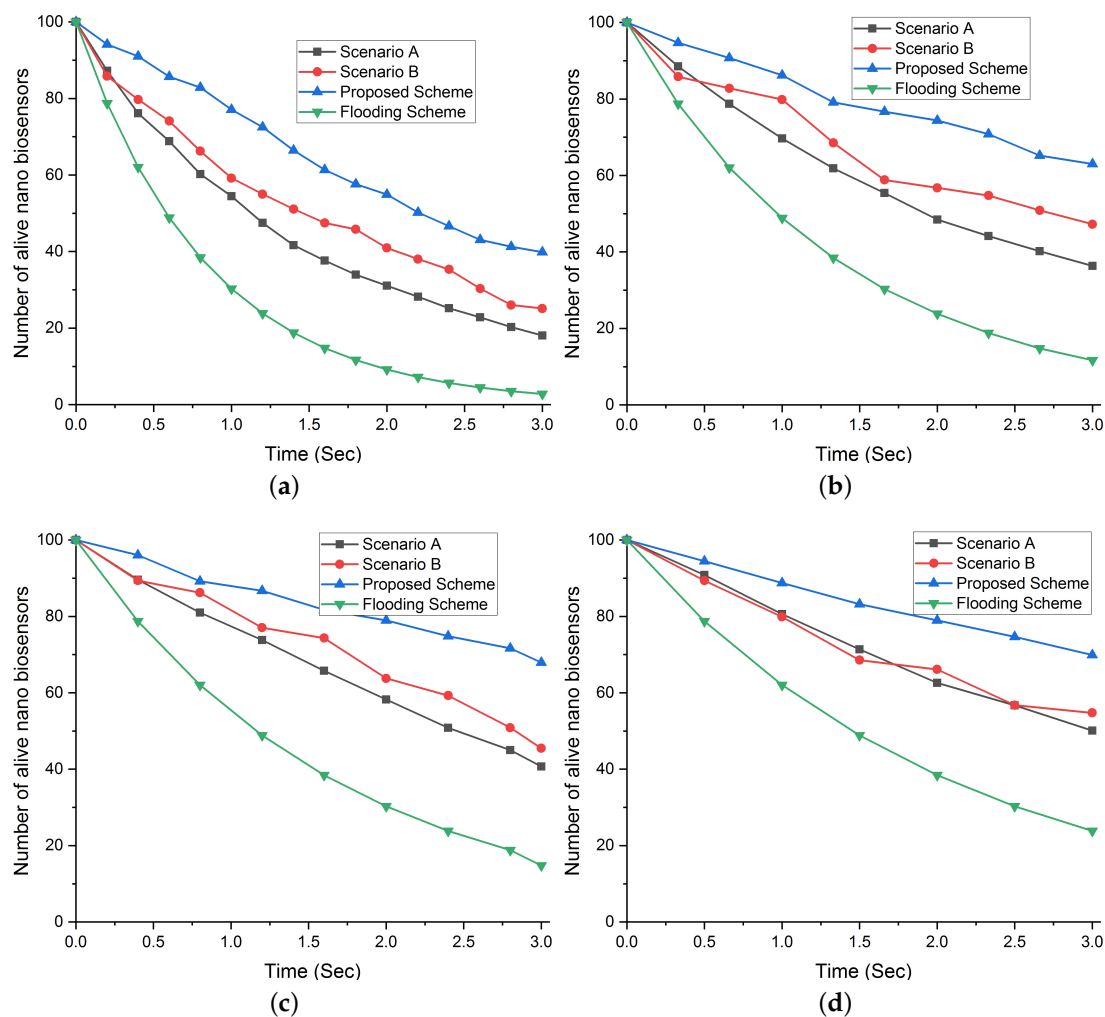 100
80
60
40
20
0
Number of alive nano biosensors
Scenario A
Scenario B
Proposed Scheme
Flooding Scheme
0.0 0.5 1.0 1.5 2.0 2.5 3.0
Time (Sec)
(a)
100
80
60
40
20
0
Number of alive nano biosensors
Scenario A
Scenario B
Proposed Scheme
Flooding Scheme
0.0 0.5 1.0 1.5 2.0 2.5 3.0
Time (Sec)
(b)
100
80
60
40
20
0
Number of alive nano biosensors
Scenario A
Scenario B
Proposed Scheme
Flooding Scheme
0.0 0.5 1.0 1.5 2.0 2.5 3.0
Time (Sec)
(c)
100
80
60
40
20
0
Number of alive nano biosensors
Scenario A
Scenario B
Proposed Scheme
Flooding Scheme
0.0 0.5 1.0 1.5 2.0 2.5 3.0
Time (Sec)
(d)